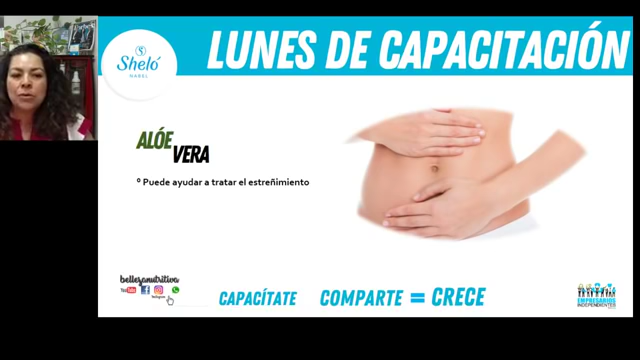 LUNES DE CAPACITACIÓN
S
Sheló
NABEL
ALÓE
VERA
º Puede ayudar a tratar el estreñimiento
bellezanutritiva
YouTube
Instagram
CAPACÍTATE COMPARTE = CRECE
EMPRESARIOS
INDEPENDIENTES